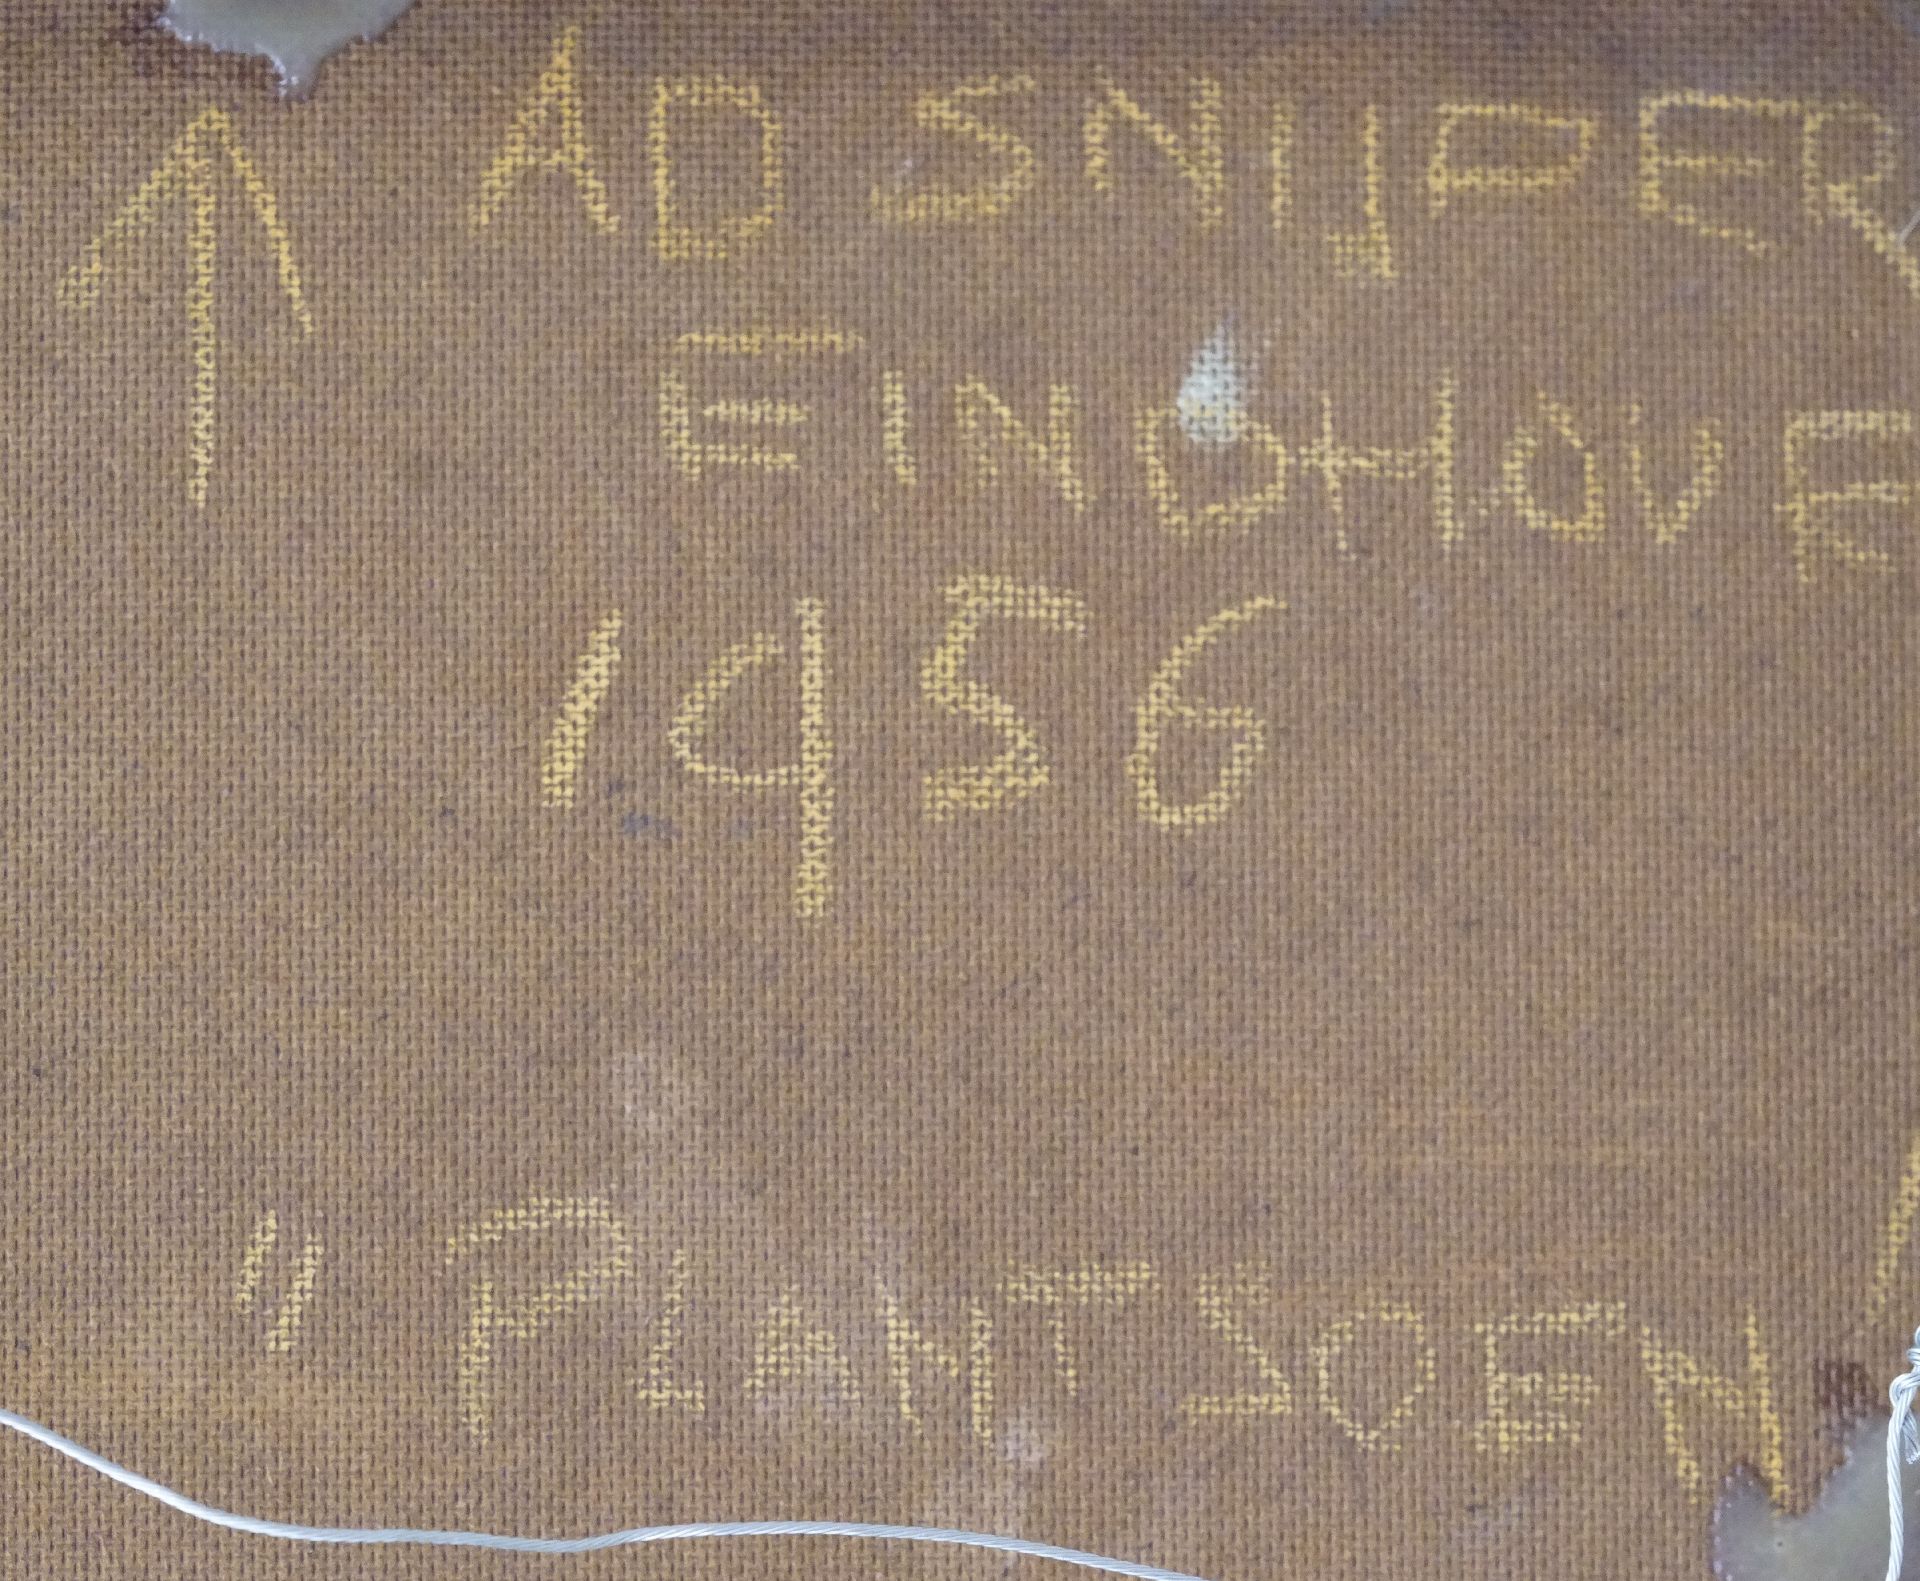 ↑ AD SNIJPER
EINDHOVE
1956
"PLANTSOEN